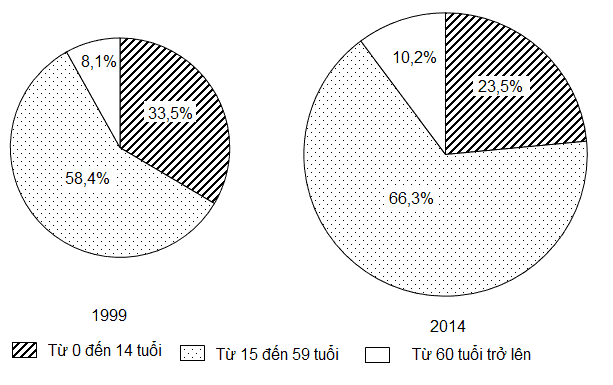 8,1%
33,5%
58,4%
10,2%
23,5%
66,3%
1999
2014
Từ 0 đến 14 tuổi
Từ 15 đến 59 tuổi
Từ 60 tuổi trở lên